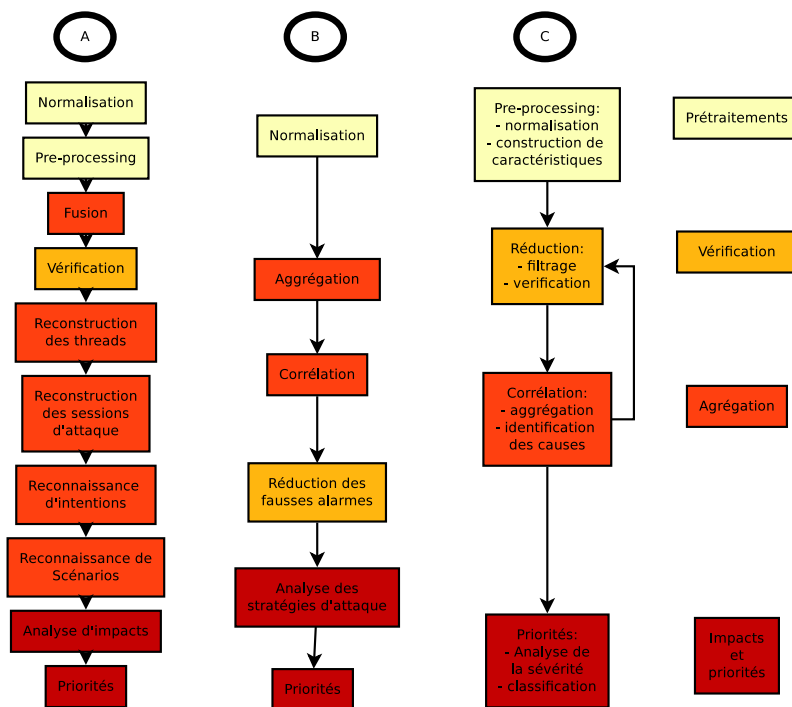 A
Normalisation
Pre-processing
Fusion
Vérification
Reconstruction
des threads
Reconstruction
des sessions
d'attaque
Reconnaissance
d'intentions
Reconnaissance de
Scénarios
Analyse d'impacts
Priorités
B
Normalisation
Aggrégation
Corrélation
Réduction des
fausses alarmes
Analyse des
stratégies d'attaque
Priorités
C
Pre-processing:
- normalisation
- construction de
caractéristiques
Réduction:
- filtrage
- verification
Corrélation:
- aggrégation
- identification
des causes
Priorités:
- Analyse de
la sévérité
- classification
Prétraitements
Vérification
Agrégation
Impacts
et
priorités